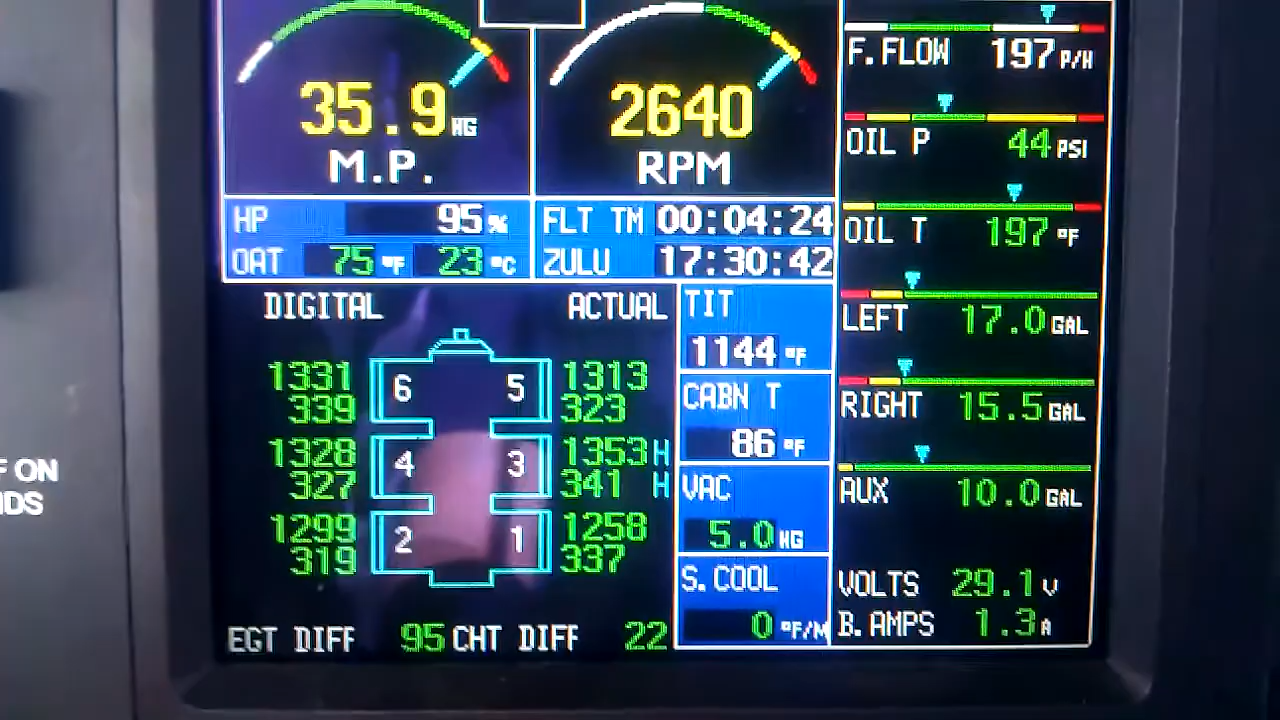 35.9 HG
M.P.
2640
RPM
HP 95 %
OAT 75 °F 23 °C
FLT TM 00:04:24
ZULU 17:30:42
DIGITAL ACTUAL
1331 6 5 1313
339 323
1328 4 3 1353 H
327 341 H
1299 2 1 1258
319 337
EGT DIFF 95 CHT DIFF 22
TIT
1144 °F
CABN T
86 °F
VAC
5.0 HG
S.COOL
0 °F/M
F.FLOW 197 P/H
OIL P 44 PSI
OIL T 197 °F
LEFT 17.0 GAL
RIGHT 15.5 GAL
AUX 10.0 GAL
VOLTS 29.1 V
B.AMPS 1.3 A
F ON
NDS